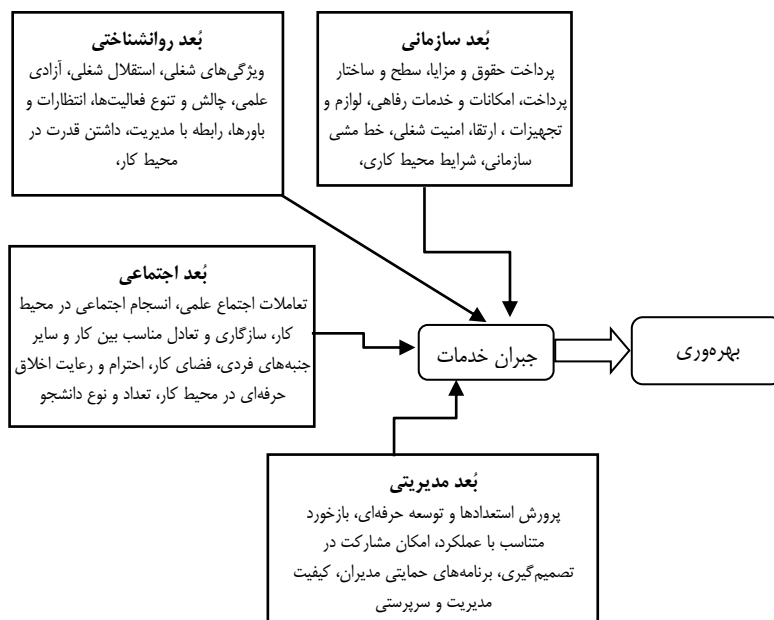 بُعد سازمانی
پرداخت حقوق و مزایا، سطح و ساختار
پرداخت، امکانات و خدمات رفاهی، لوازم و
تجهیزات ، ارتقا، امنیت شغلی، خط مشی
سازمانی، شرایط محیط کاری،
بُعد روانشناختی
ویژگی‌های شغلی، استقلال شغلی، آزادی
علمی، چالش و تنوع فعالیت‌ها، انتظارات و
باورها، رابطه با مدیریت، داشتن قدرت در
محیط کار،
بُعد اجتماعی
تعاملات اجتماع علمی، انسجام اجتماعی در محیط
کار، سازگاری و تعادل مناسب بین کار و سایر
جنبه‌های فردی، فضای کار، احترام و رعایت اخلاق
حرفه‌ای در محیط کار، تعداد و نوع دانشجو
جبران خدمات
بهره‌وری
بُعد مدیریتی
پرورش استعدادها و توسعه حرفه‌ای، بازخورد
متناسب با عملکرد، امکان مشارکت در
تصمیم‌گیری، برنامه‌های حمایتی مدیران، کیفیت
مدیریت و سرپرستی